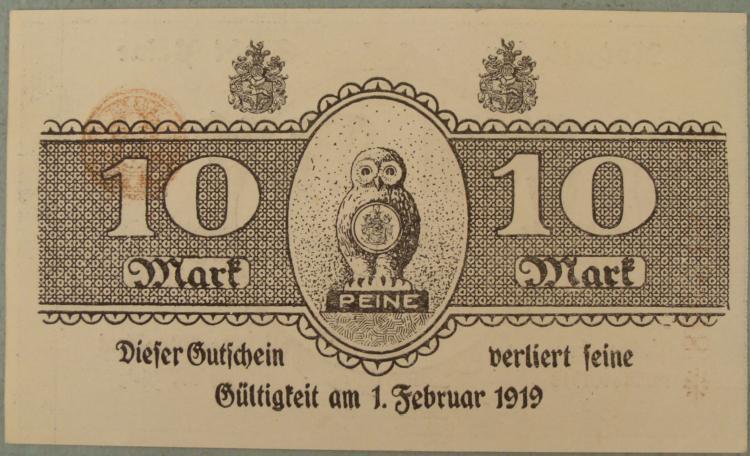 10 10
Mark Mark
PEINE
Dieser Gutschein verliert seine
Gültigkeit am 1. Februar 1919